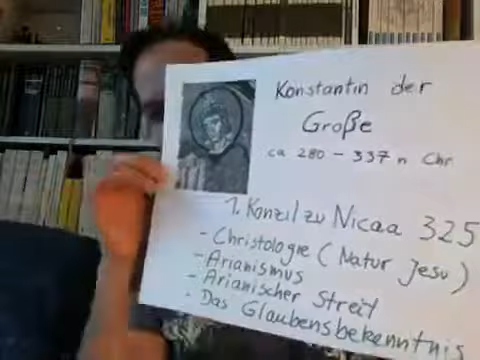 Konstantin der
Große
ca 280 - 337 n Chr
1. Konzil zu Nicaa 325
- Christologie ( Natur Jesu )
- Arianismus
- Arianischer Streit
- Das Glaubensbekenntnis